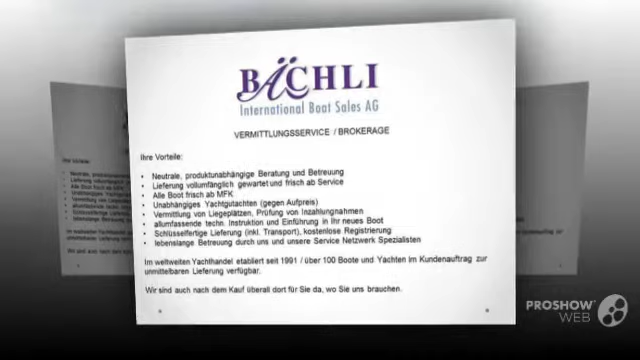 BÄCHLI
International Boat Sales AG
VERMITTLUNGSSERVICE / BROKERAGE
Ihre Vorteile:
• Neutrale, produktunabhängige Beratung und Betreuung
• Lieferung vollumfänglich gewartet und frisch ab Service
• Alle Boot frisch ab MFK
• Unabhängiges Yachtgutachten (gegen Aufpreis)
• Vermittlung von Liegeplätzen, Prüfung von Inzahlungnahmen
• allumfassende techn. Instruktion und Einführung in Ihr neues Boot
• Schlüsselfertige Lieferung (inkl. Transport), kostenlose Registrierung
• lebenslange Betreuung durch uns und unsere Service Netzwerk Spezialisten
Im weltweiten Yachthandel etabliert seit 1991 / über 100 Boote und Yachten im Kundenauftrag zur
unmittelbaren Lieferung verfügbar.
Wir sind auch nach dem Kauf überall dort für Sie da, wo Sie uns brauchen.
PROSHOW
WEB